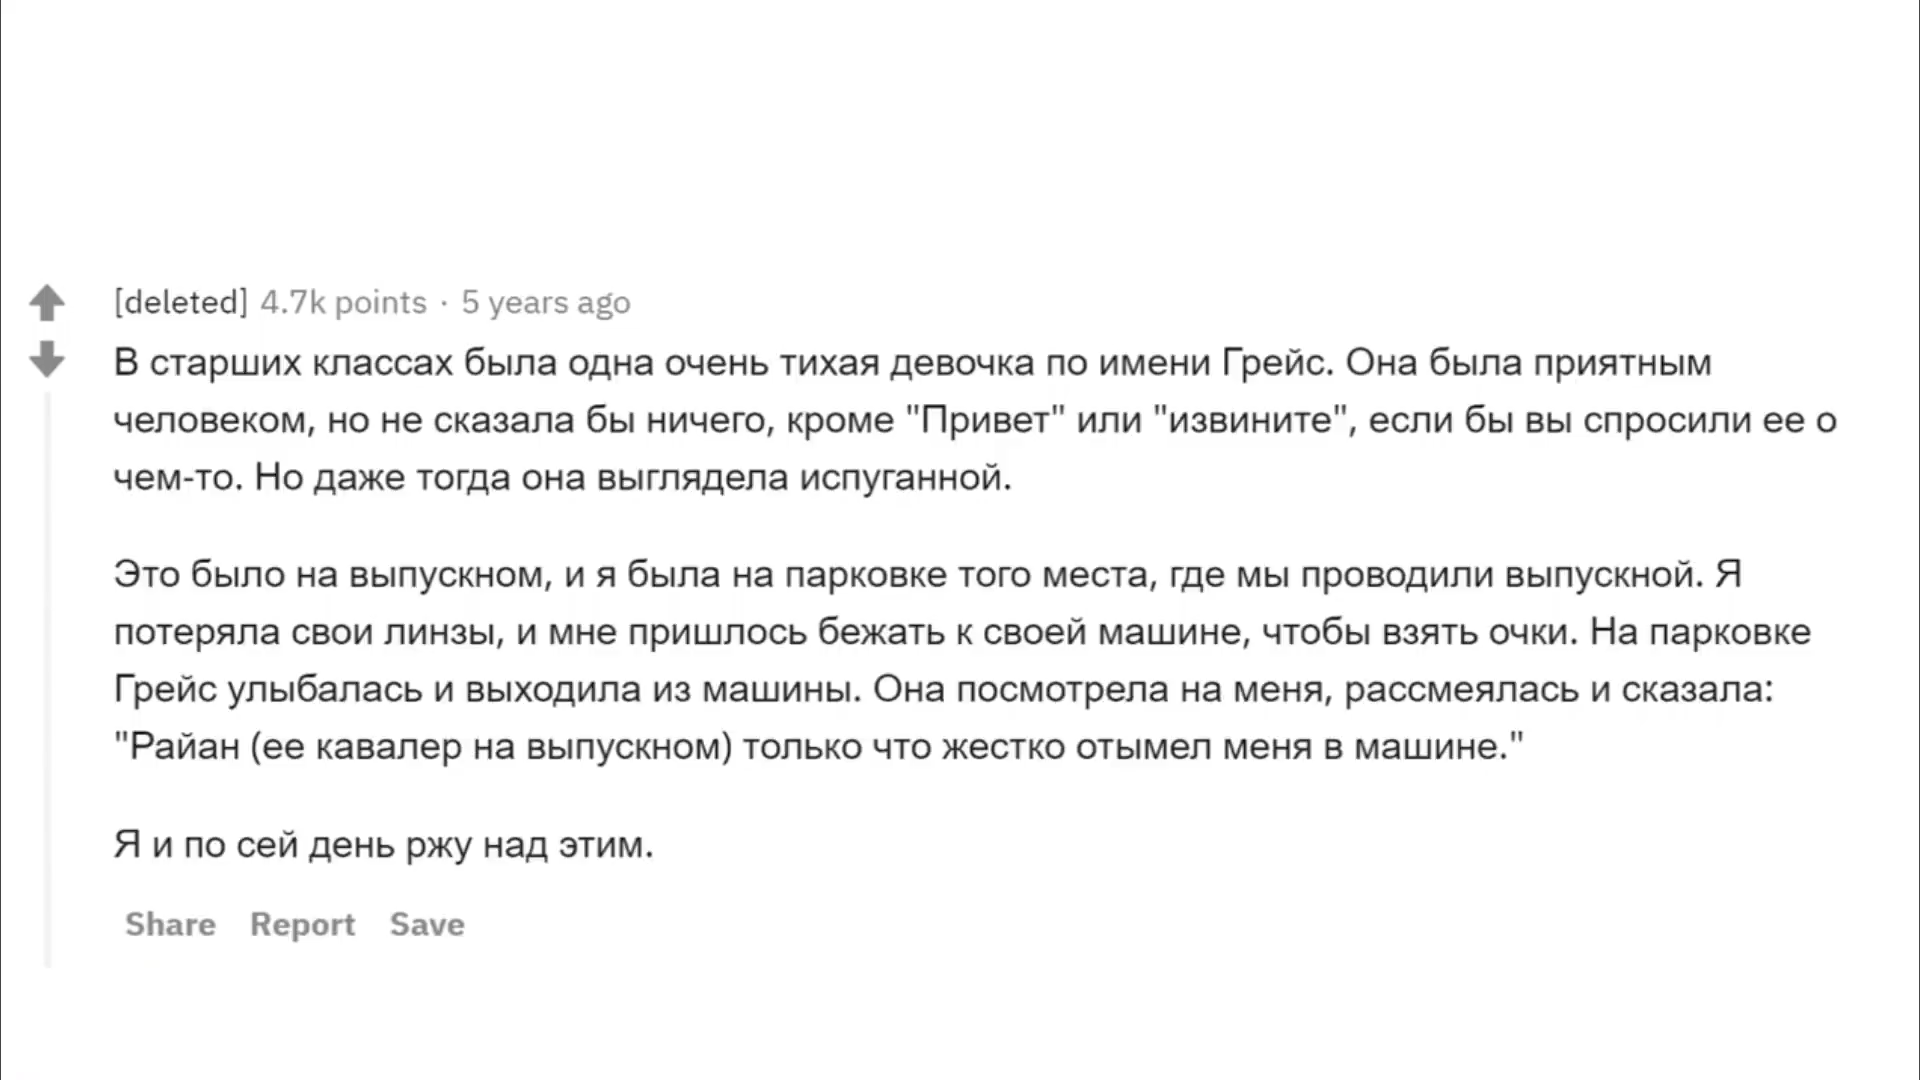 [deleted] 4.7k points · 5 years ago
В старших классах была одна очень тихая девочка по имени Грейс. Она была приятным
человеком, но не сказала бы ничего, кроме "Привет" или "извините", если бы вы спросили ее о
чем-то. Но даже тогда она выглядела испуганной.
Это было на выпускном, и я была на парковке того места, где мы проводили выпускной. Я
потеряла свои линзы, и мне пришлось бежать к своей машине, чтобы взять очки. На парковке
Грейс улыбалась и выходила из машины. Она посмотрела на меня, рассмеялась и сказала:
"Райан (ее кавалер на выпускном) только что жестко отымел меня в машине."
Я и по сей день ржу над этим.
Share Report Save